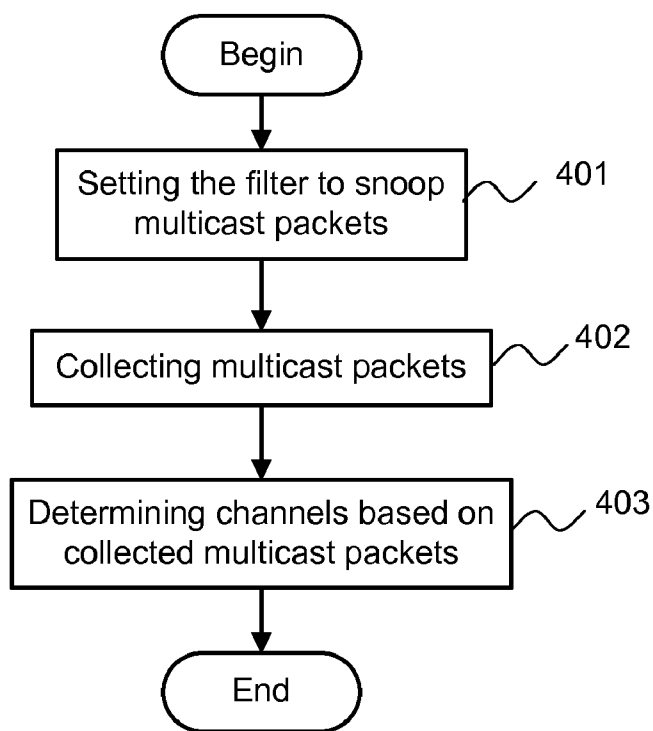 Begin
Setting the filter to snoop
multicast packets
401
Collecting multicast packets
402
Determining channels based on
collected multicast packets
403
End